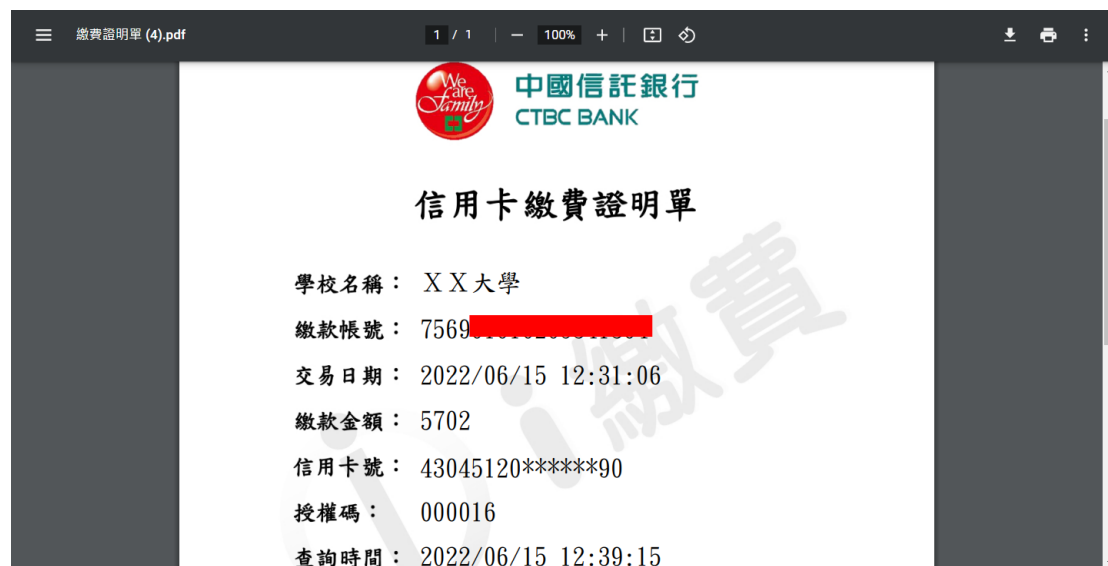 繳費證明單 (4).pdf
1 / 1
100%
We are Family
中國信託銀行
CTBC BANK
信用卡繳費證明單
學校名稱： ＸＸ大學
繳款帳號： 7569
交易日期： 2022/06/15 12:31:06
繳款金額： 5702
信用卡號： 43045120******90
授權碼： 000016
查詢時間： 2022/06/15 12:39:15
i繳費